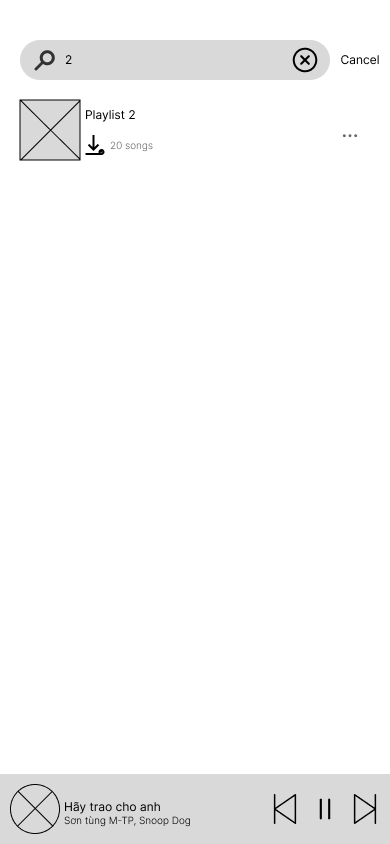 2
Cancel
Playlist 2
20 songs
Hãy trao cho anh
Sơn tùng M-TP, Snoop Dog